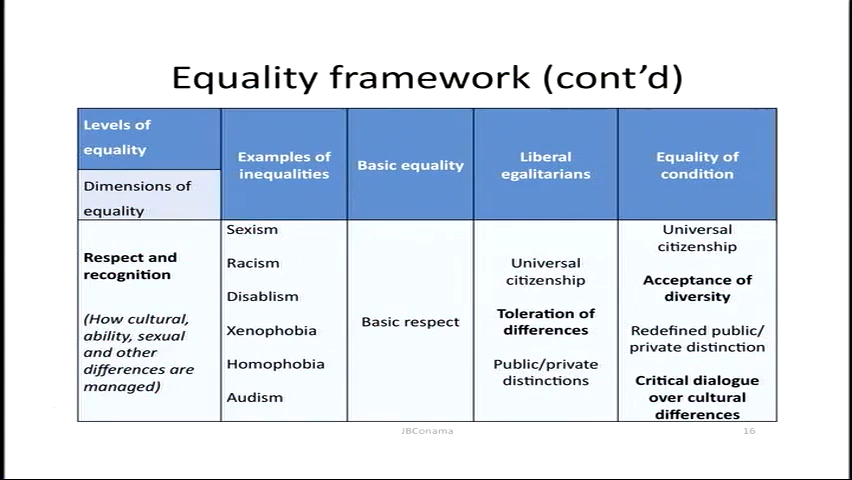 Equality framework (cont'd)
Levels of
equality
Dimensions of
equality
Examples of
inequalities
Basic equality
Liberal
egalitarians
Equality of
condition
Respect and
recognition
(How cultural,
ability, sexual
and other
differences are
managed)
Sexism
Racism
Disablism
Xenophobia
Homophobia
Audism
Basic respect
Universal
citizenship
Toleration of
differences
Public/private
distinctions
Universal
citizenship
Acceptance of
diversity
Redefined public/
private distinction
Critical dialogue
over cultural
differences
JBConama
16